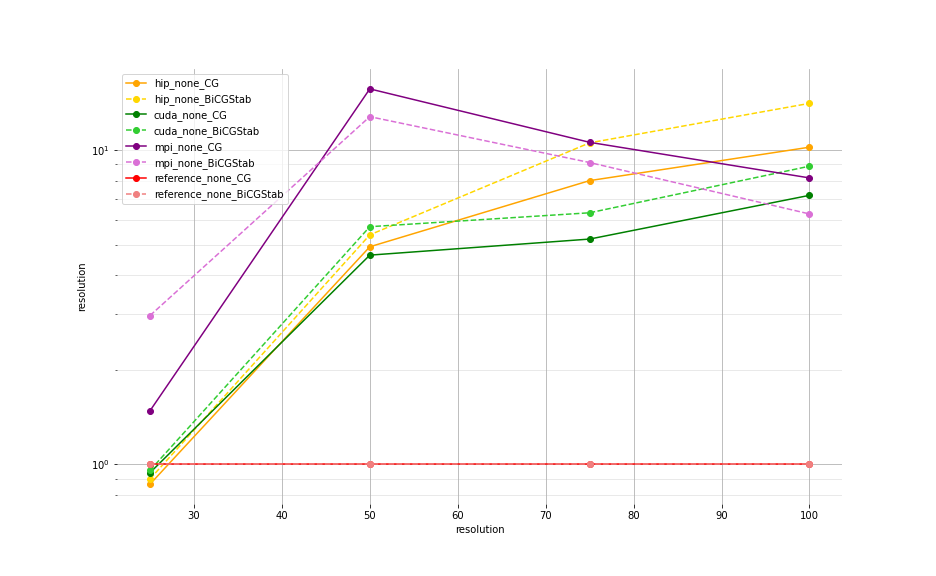 hip_none_CG
hip_none_BiCGStab
cuda_none_CG
cuda_none_BiCGStab
mpi_none_CG
mpi_none_BiCGStab
reference_none_CG
reference_none_BiCGStab
10¹
10⁰
resolution
30 40 50 60 70 80 90 100
resolution